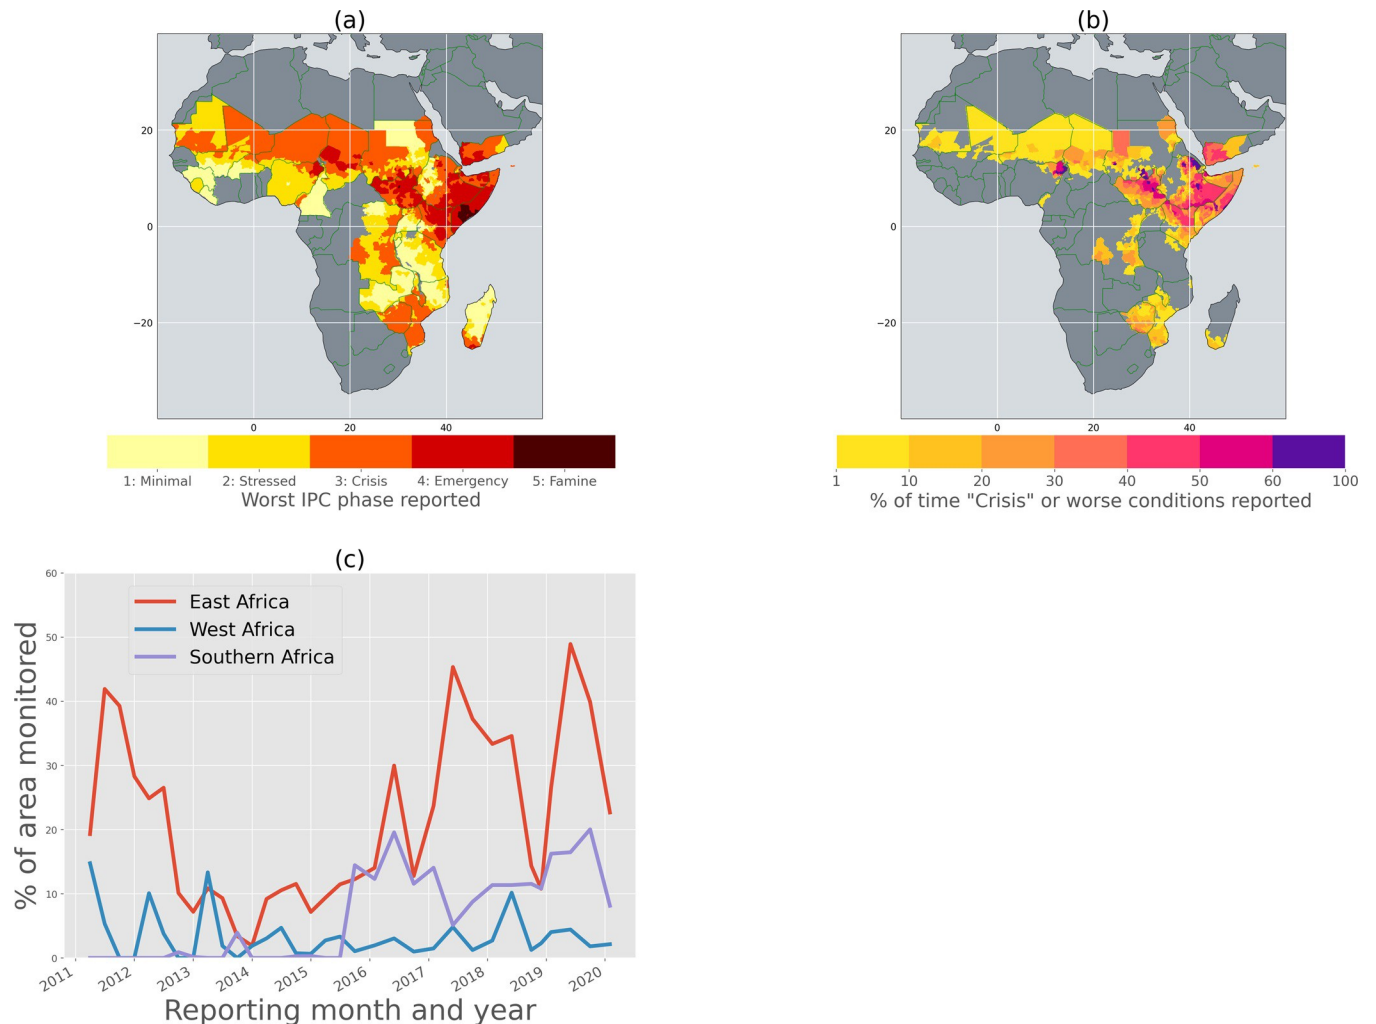 (a)
20
0
−20
0 20 40
1: Minimal 2: Stressed 3: Crisis 4: Emergency 5: Famine
Worst IPC phase reported
(b)
20
0
−20
0 20 40
1 10 20 30 40 50 60 100
% of time "Crisis" or worse conditions reported
(c)
% of area monitored
60
50
40
30
20
10
0
East Africa
West Africa
Southern Africa
2011 2012 2013 2014 2015 2016 2017 2018 2019 2020
Reporting month and year